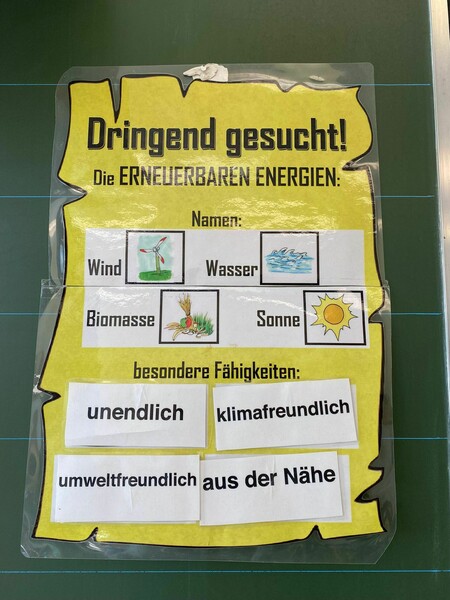 Dringend gesucht!
Die ERNEUERBAREN ENERGIEN:
Namen:
Wind Wasser
Biomasse Sonne
besondere Fähigkeiten:
unendlich klimafreundlich
umweltfreundlich aus der Nähe